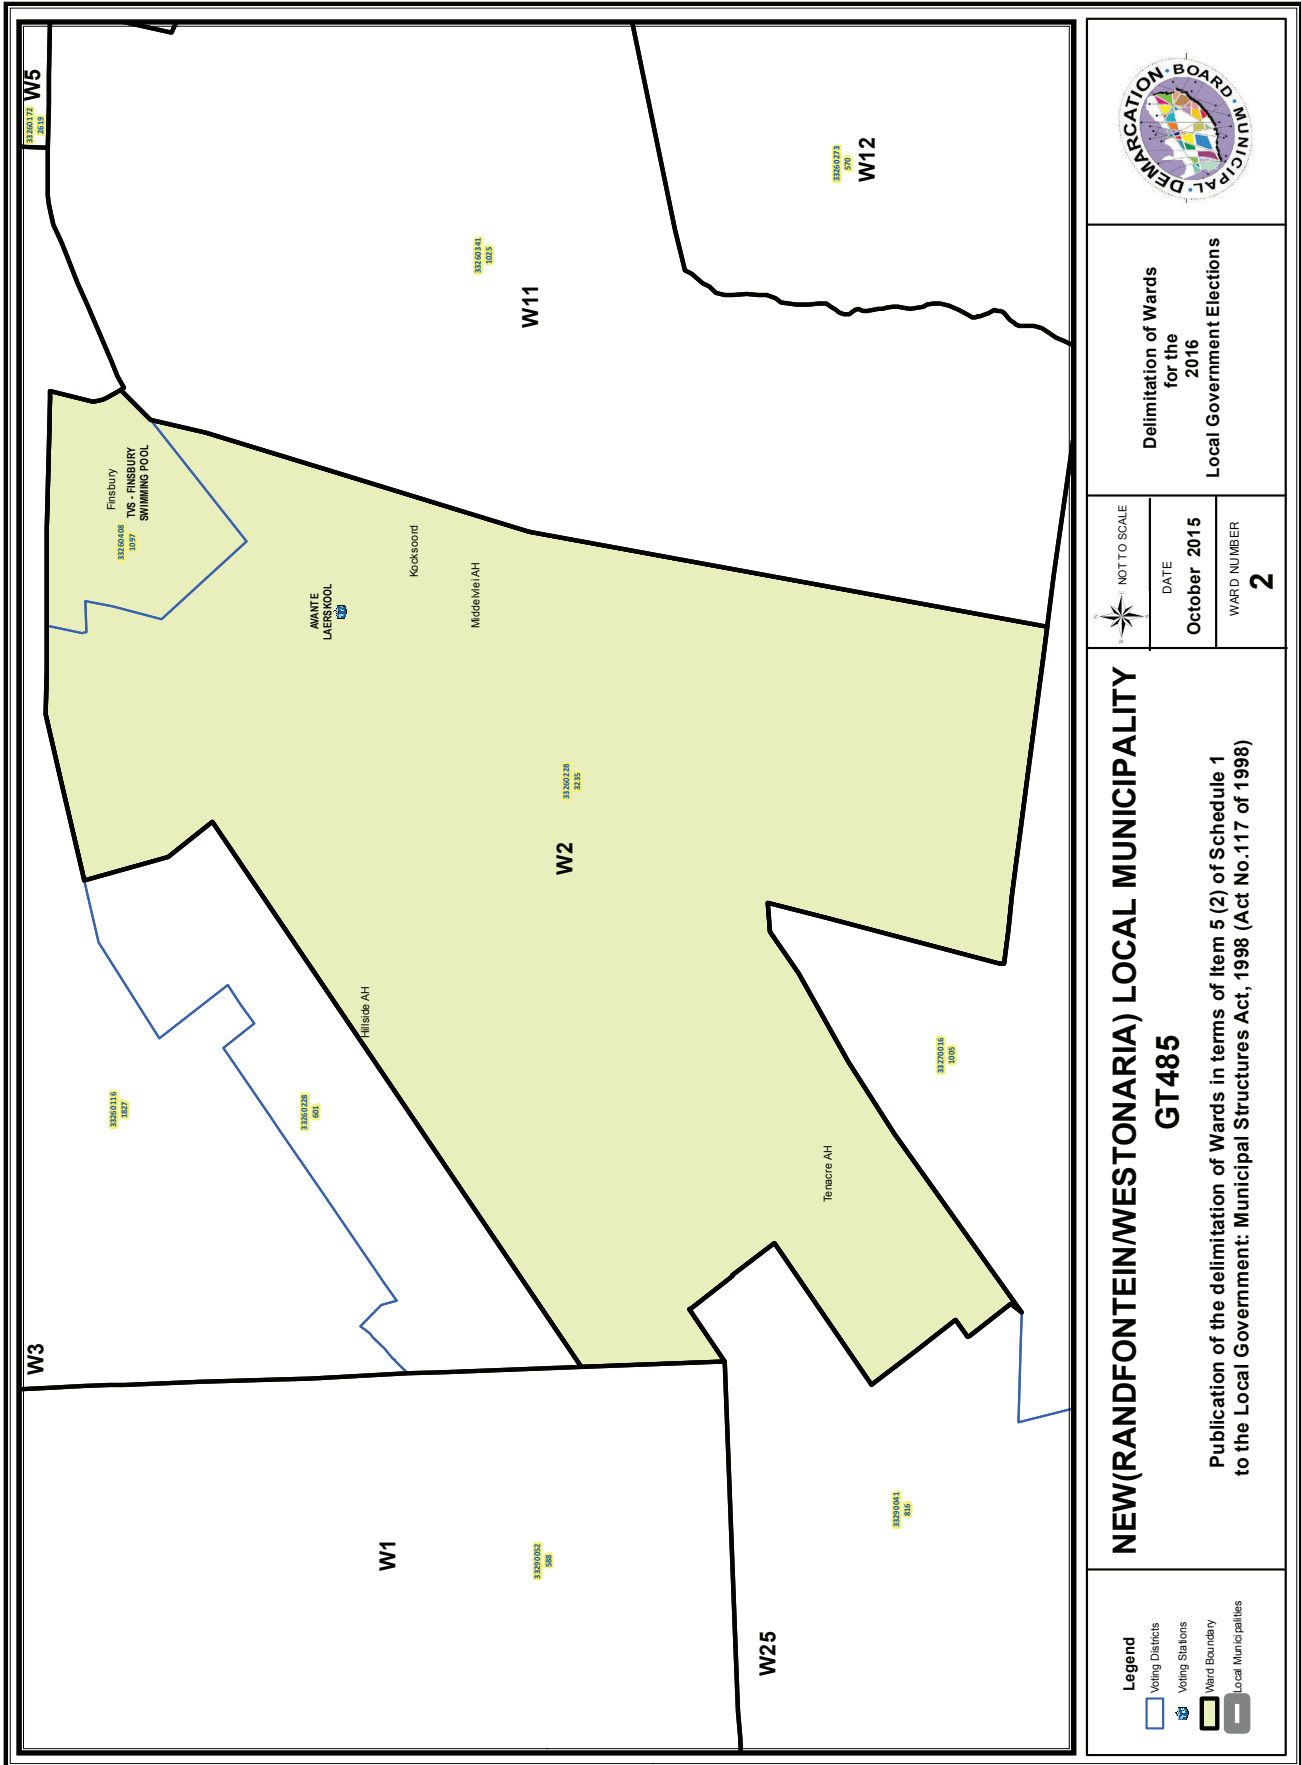 W3
W5
33260172
2619
W1
33290052
588
W25
33290041
816
33260116
1827
33260228
601
Hillside AH
Tenacre AH
33270016
1005
W2
33260228
3235
Finsbury
33260408
1097
TVS - FINSBURY
SWIMMING POOL
AVANTE
LAERSKOOL
Kocksoord
MiddelvleiAH
W11
33260341
1025
33260273
570
W12
Legend
Voting Districts
Voting Stations
Ward Boundary
Local Municipalities
NEW(RANDFONTEIN/WESTONARIA) LOCAL MUNICIPALITY
GT485
Publication of the delimitation of Wards in terms of Item 5 (2) of Schedule 1
to the Local Government: Municipal Structures Act, 1998 (Act No.117 of 1998)
N
W
E
S
NOT TO SCALE
DATE
October 2015
WARD NUMBER
2
Delimitation of Wards
for the
2016
Local Government Elections
MUNICIPAL • DEMARCATION • BOARD •